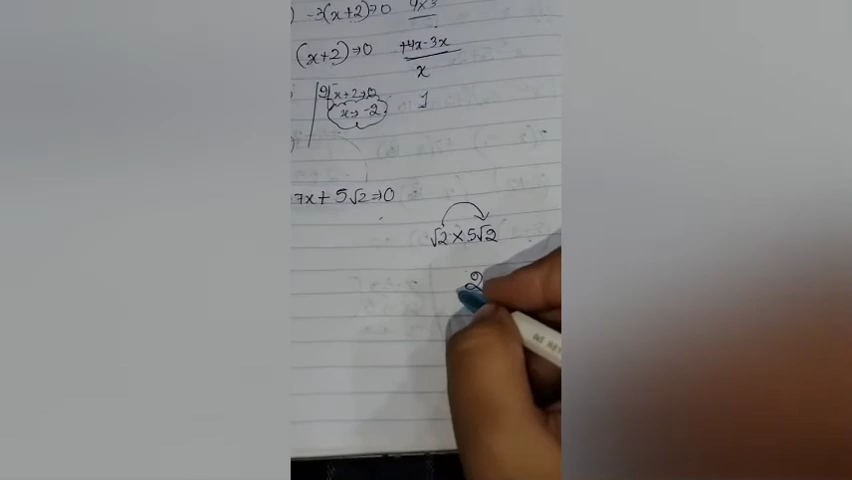 -3(x+2)⇒0 4x3
(x+2)⇒0 +4x-3x
x
x+2⇒0
x⇒-2 1
7x+5√2⇒0
√2×5√2
2